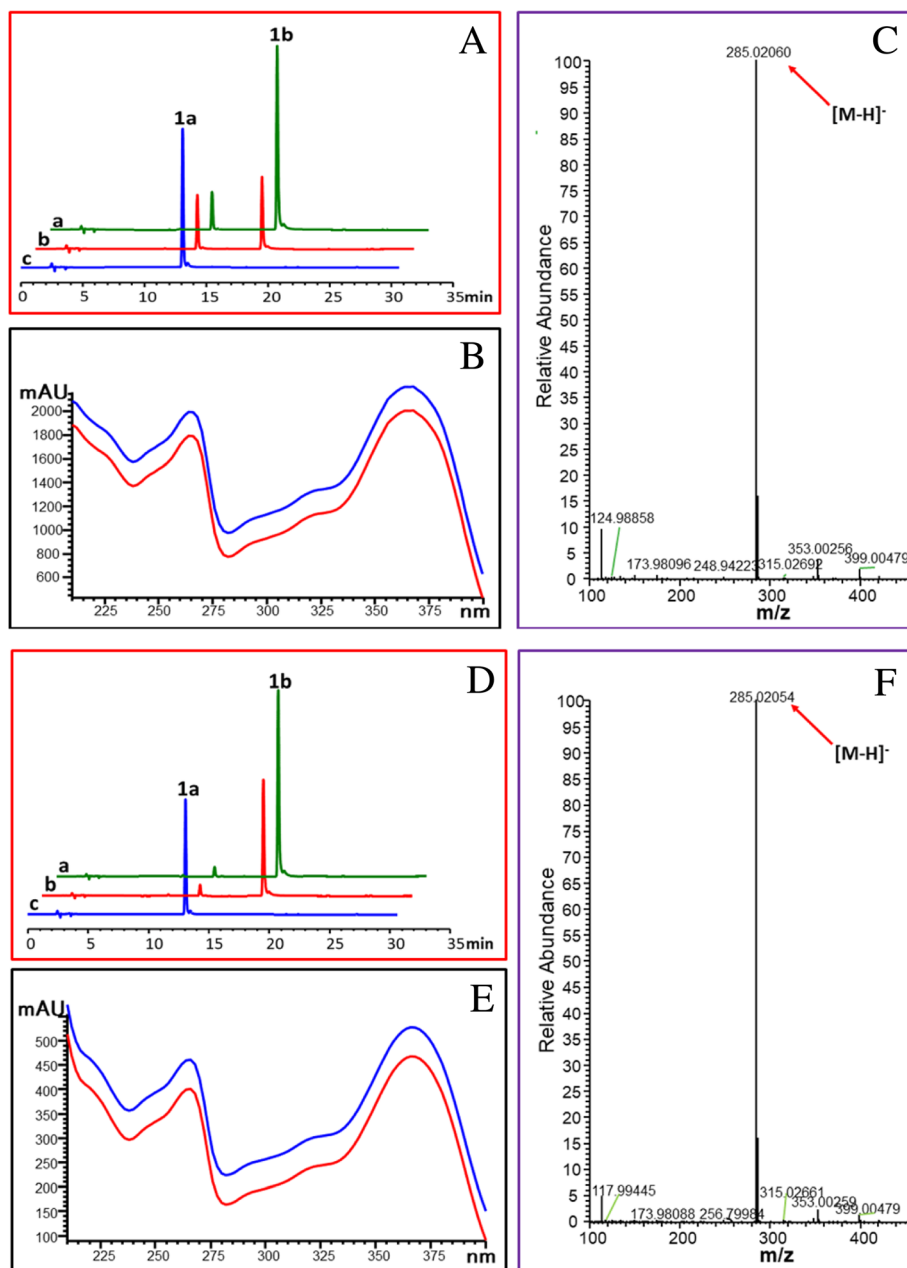 A
1b
1a
a
b
c
0 5 10 15 20 25 30 35min
B
mAU
2000
1800
1600
1400
1200
1000
800
600
225 250 275 300 325 350 375 nm
C
285.02060
[M-H]-
Relative Abundance
100
95
90
85
80
75
70
65
60
55
50
45
40
35
30
25
20
15
10
5
0
124.98858
173.98096
248.94223
315.02692
353.00256
399.00479
100 200 300 400
m/z
D
1b
1a
a
b
c
0 5 10 15 20 25 30 35min
E
mAU
500
450
400
350
300
250
200
150
100
225 250 275 300 325 350 375 nm
F
285.02054
[M-H]-
Relative Abundance
100
95
90
85
80
75
70
65
60
55
50
45
40
35
30
25
20
15
10
5
0
117.99445
173.98088
256.79984
315.02661
353.00259
399.00479
100 200 300 400
m/z